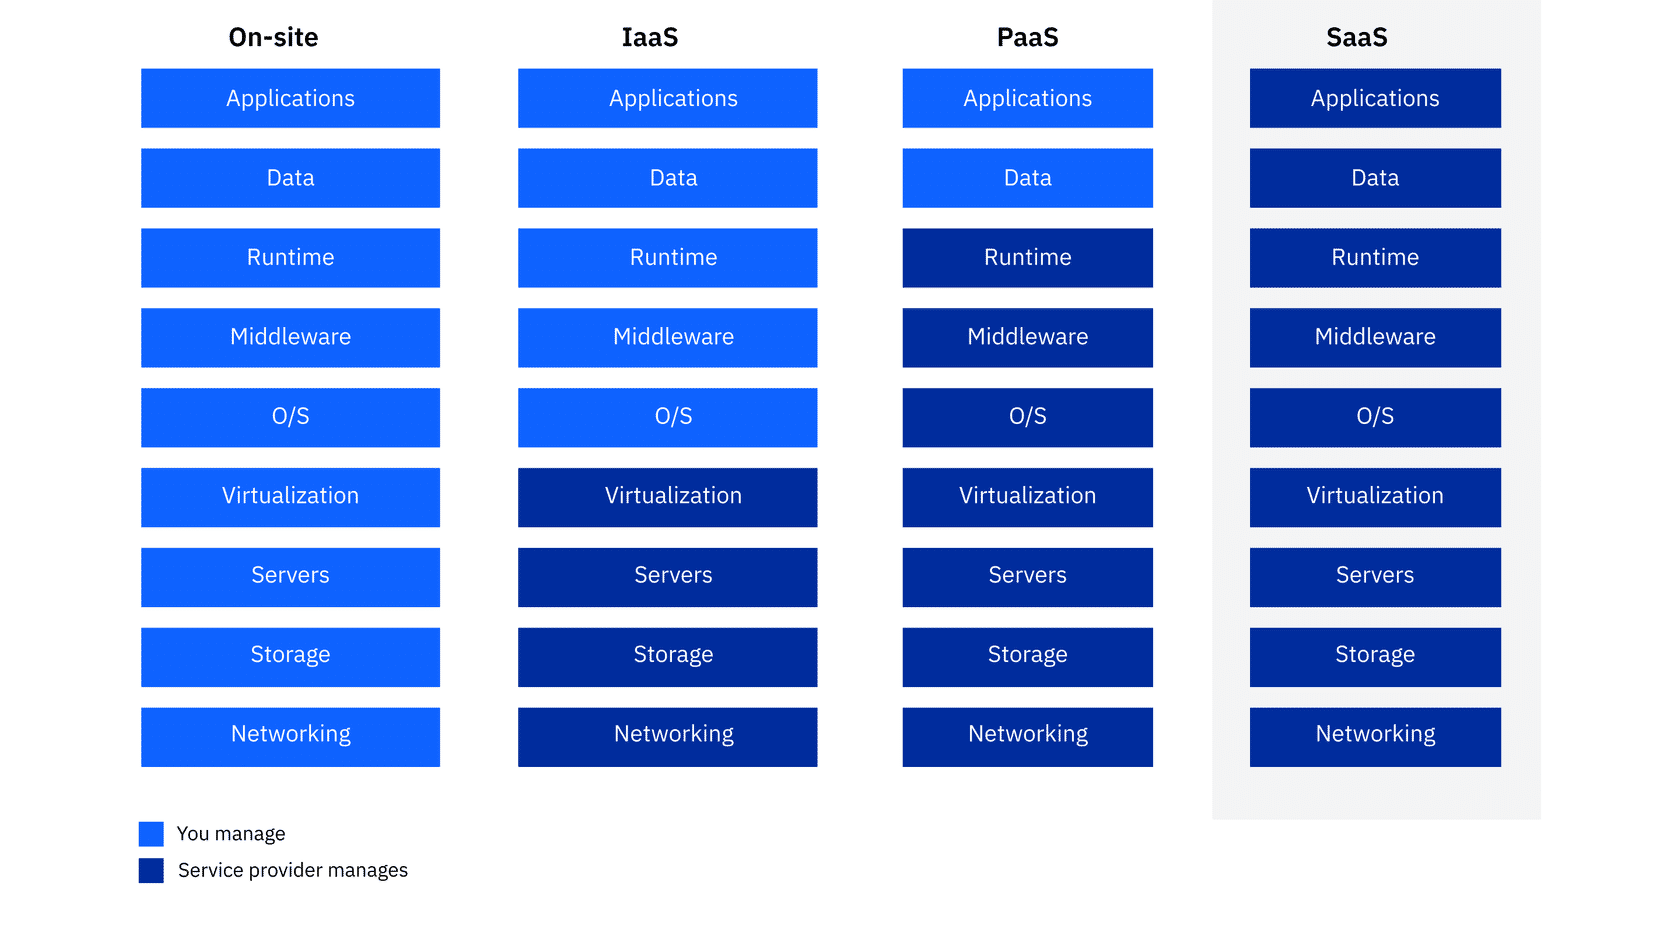 On-site IaaS PaaS SaaS
Applications Applications Applications Applications
Data Data Data Data
Runtime Runtime Runtime Runtime
Middleware Middleware Middleware Middleware
O/S O/S O/S O/S
Virtualization Virtualization Virtualization Virtualization
Servers Servers Servers Servers
Storage Storage Storage Storage
Networking Networking Networking Networking
You manage
Service provider manages